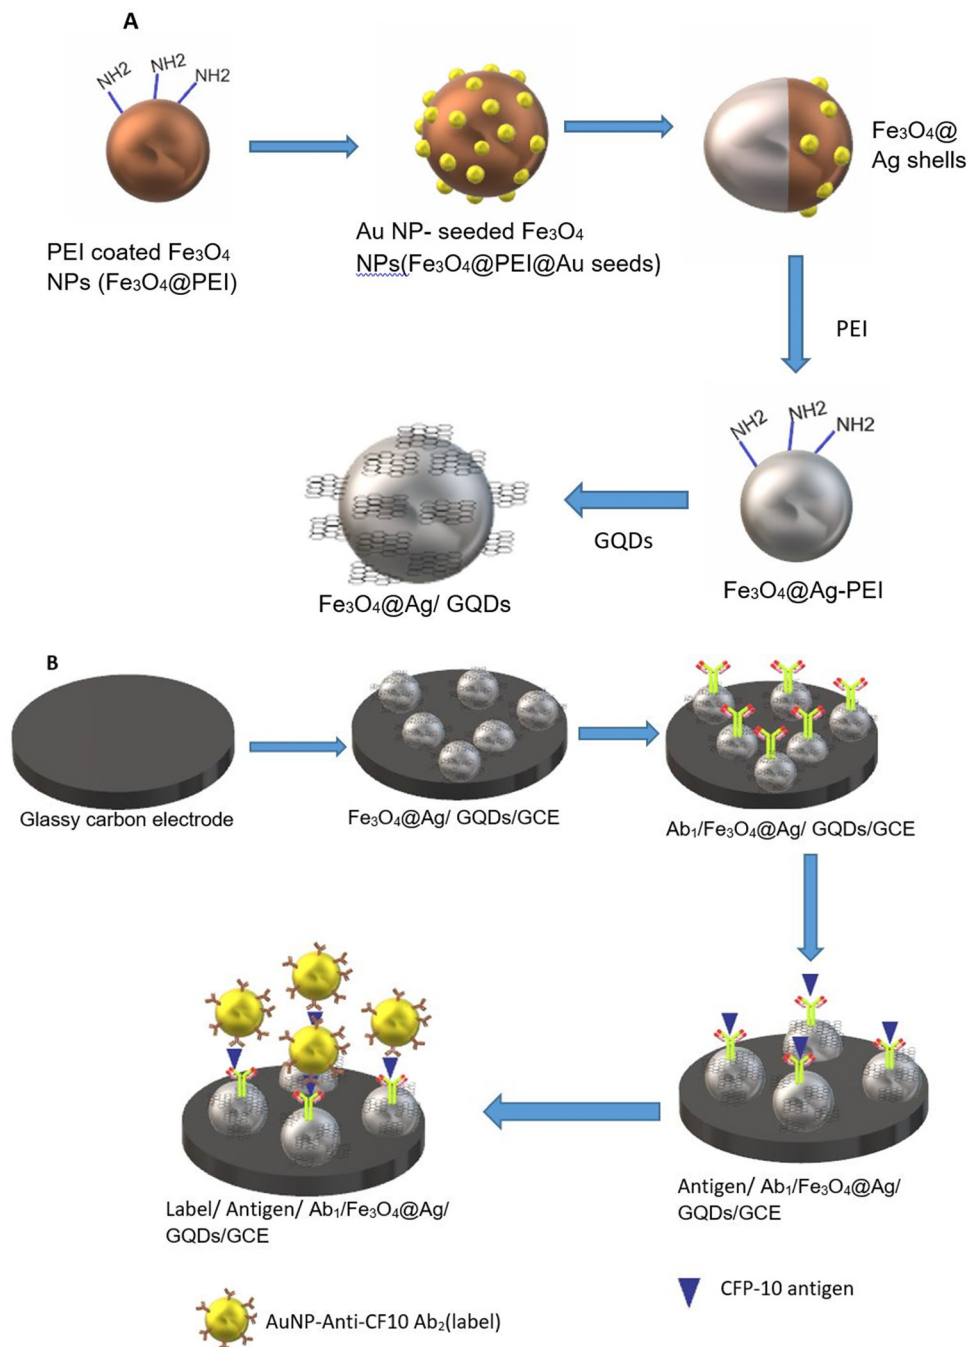 A
NH2 NH2 NH2
PEI coated Fe₃O₄
NPs (Fe₃O₄@PEI)
Au NP- seeded Fe₃O₄
NPs(Fe₃O₄@PEI@Au seeds)
Fe₃O₄@
Ag shells
PEI
NH2 NH2 NH2
Fe₃O₄@Ag-PEI
GQDs
Fe₃O₄@Ag/ GQDs
B
Glassy carbon electrode
Fe₃O₄@Ag/ GQDs/GCE
Ab₁/Fe₃O₄@Ag/ GQDs/GCE
Antigen/ Ab₁/Fe₃O₄@Ag/
GQDs/GCE
Label/ Antigen/ Ab₁/Fe₃O₄@Ag/
GQDs/GCE
AuNP-Anti-CF10 Ab₂(label)
CFP-10 antigen